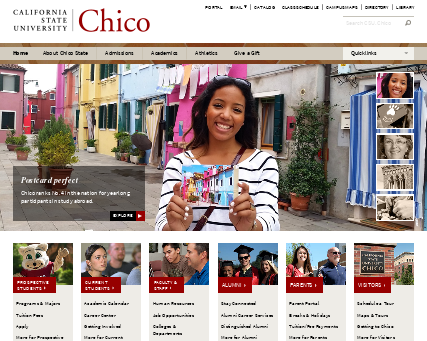 CALIFORNIA
STATE
UNIVERSITY
Chico
PORTAL EMAIL CATALOG CLASS SCHEDULE CAMPUS MAPS DIRECTORY LIBRARY
Search CSU, Chico
Home About Chico State Admissions Academics Athletics Give a Gift Quicklinks
Postcard perfect
Chico ranks No. 4 in the nation for yearlong
participants in study abroad.
EXPLORE
PROSPECTIVE
STUDENTS
Programs & Majors
Tuition Fees
Apply
More for Prospective
CURRENT
STUDENTS
Academic Calendar
Career Center
Getting Involved
More for Current
FACULTY &
STAFF
Human Resources
Job Opportunities
Colleges &
Departments
ALUMNI
Stay Connected
Alumni Career Services
Distinguished Alumni
More for Alumni
PARENTS
Parent Portal
Breaks & Holidays
Tuition/Fee Payments
More for Parents
CHICO
VISITORS
Schedule a Tour
Maps & Tours
Getting to Chico
More for Visitors